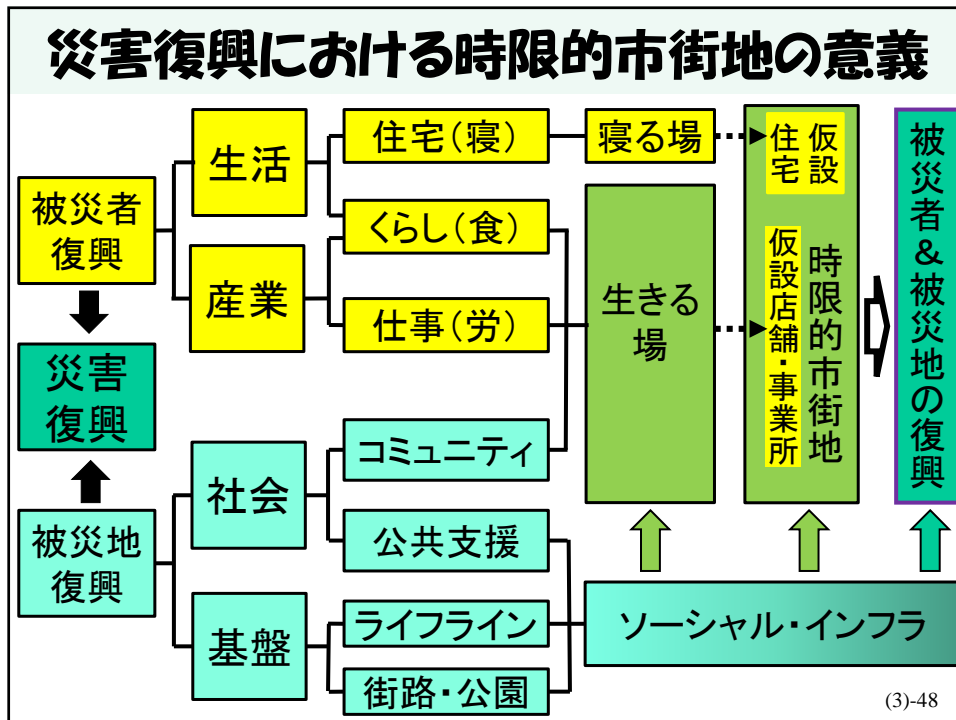 災害復興における時限的市街地の意義
被災者
復興
災害
復興
被災地
復興
生活
産業
社会
基盤
住宅(寝)
くらし(食)
仕事(労)
コミュニティ
公共支援
ライフライン
街路・公園
寝る場
生きる
場
ソーシャル・インフラ
仮設
住宅
時限的市街地
仮設店舗・事業所
被災者&被災地の復興
(3)-48